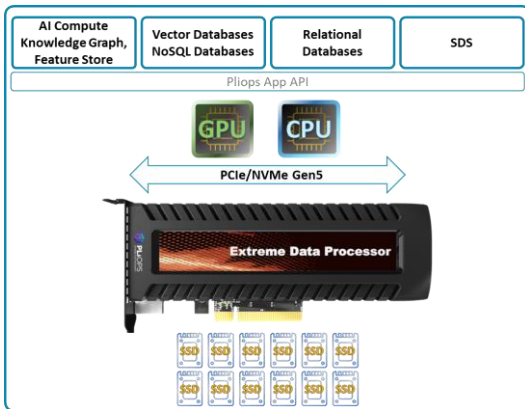 AI Compute
Knowledge Graph,
Feature Store
Vector Databases
NoSQL Databases
Relational
Databases
SDS
Pliops App API
GPU
CPU
PCIe/NVMe Gen5
PLIOPS
Extreme Data Processor
SSD SSD SSD SSD SSD SSD
SSD SSD SSD SSD SSD SSD